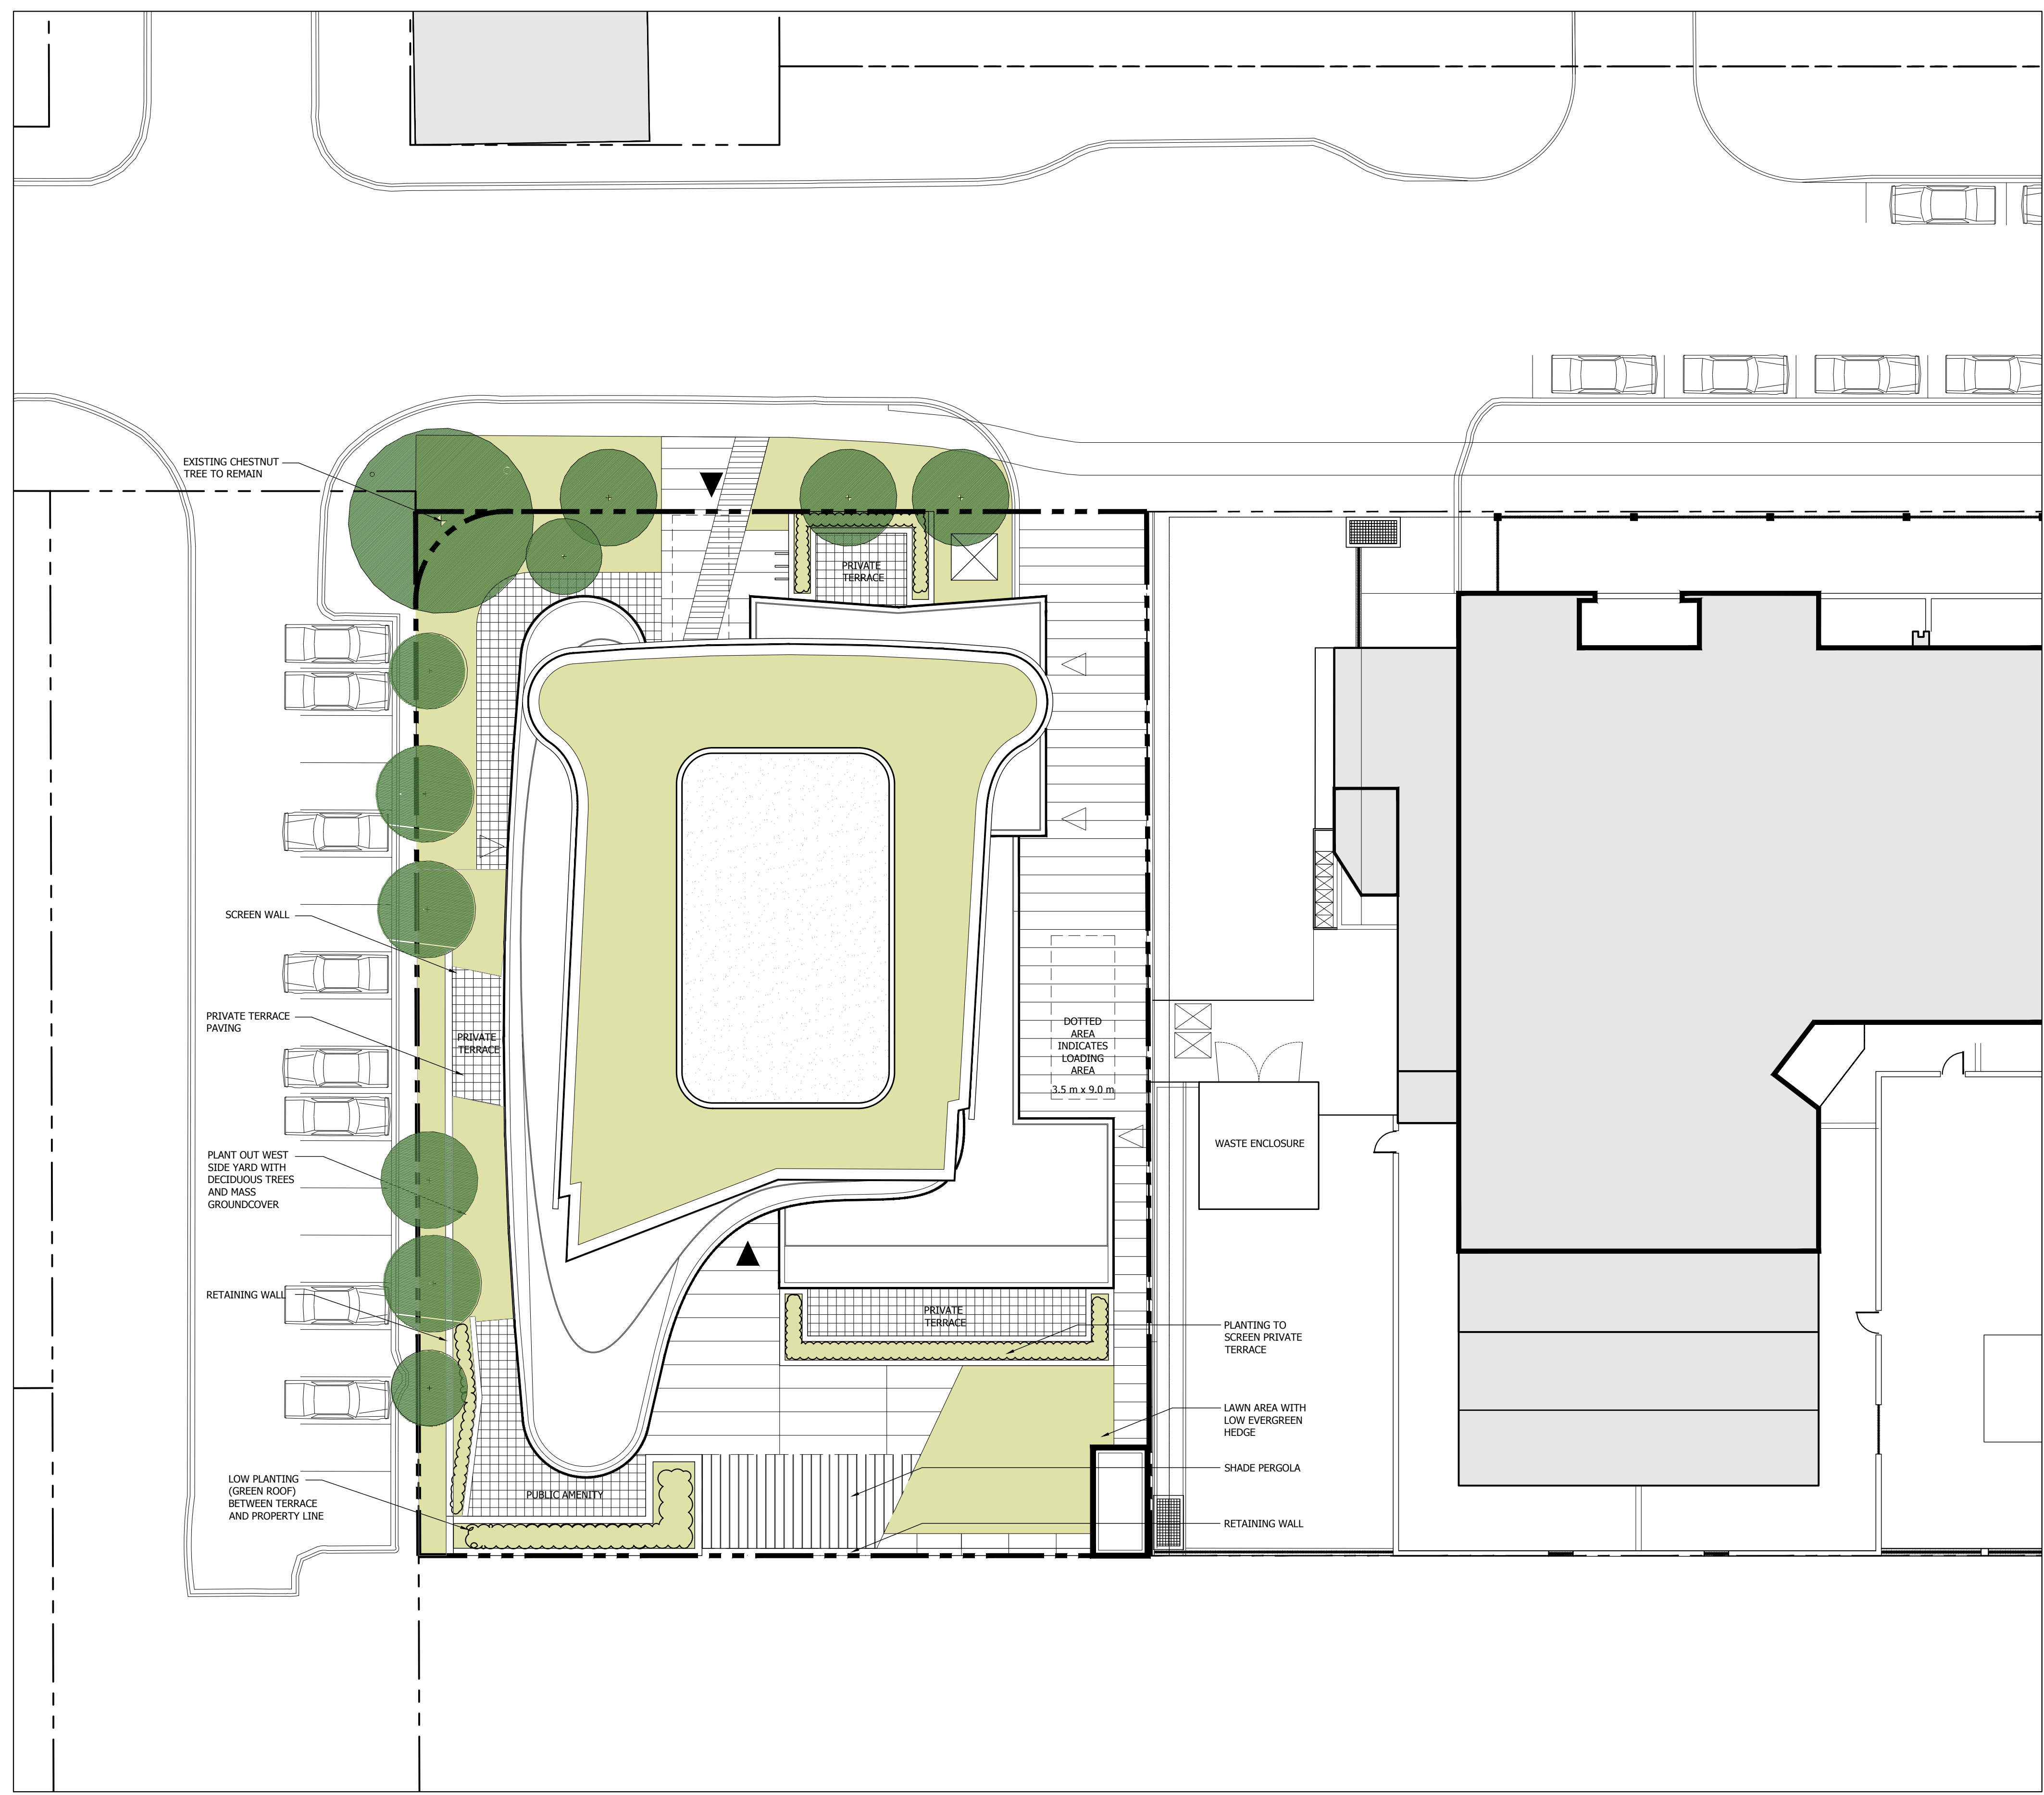 EXISTING CHESTNUT
TREE TO REMAIN
PRIVATE
TERRACE
SCREEN WALL
PRIVATE TERRACE
PAVING
PRIVATE
TERRACE
DOTTED
AREA
INDICATES
LOADING
AREA
3.5 m x 9.0 m
WASTE ENCLOSURE
PLANT OUT WEST
SIDE YARD WITH
DECIDUOUS TREES
AND MASS
GROUNDCOVER
RETAINING WALL
PRIVATE
TERRACE
PLANTING TO
SCREEN PRIVATE
TERRACE
LAWN AREA WITH
LOW EVERGREEN
HEDGE
SHADE PERGOLA
LOW PLANTING
(GREEN ROOF)
BETWEEN TERRACE
AND PROPERTY LINE
PUBLIC AMENITY
RETAINING WALL